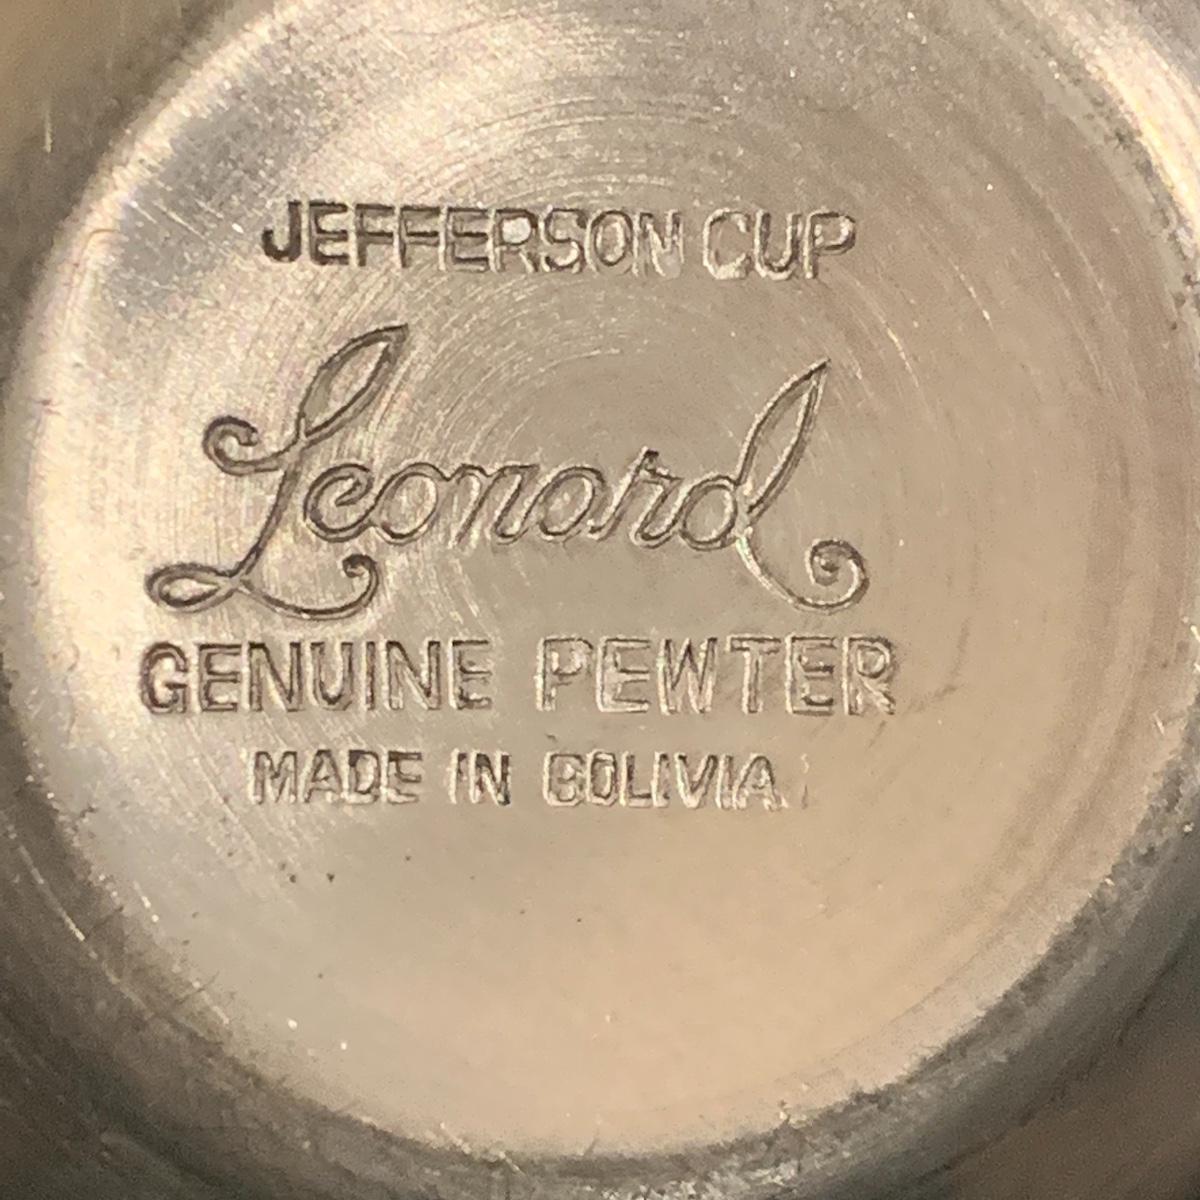 JEFFERSON CUP
Leonard
GENUINE PEWTER
MADE IN BOLIVIA